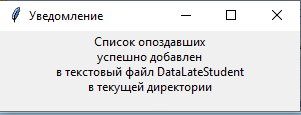 Уведомление
Список опоздавших
успешно добавлен
в текстовый файл DataLateStudent
в текущей директории